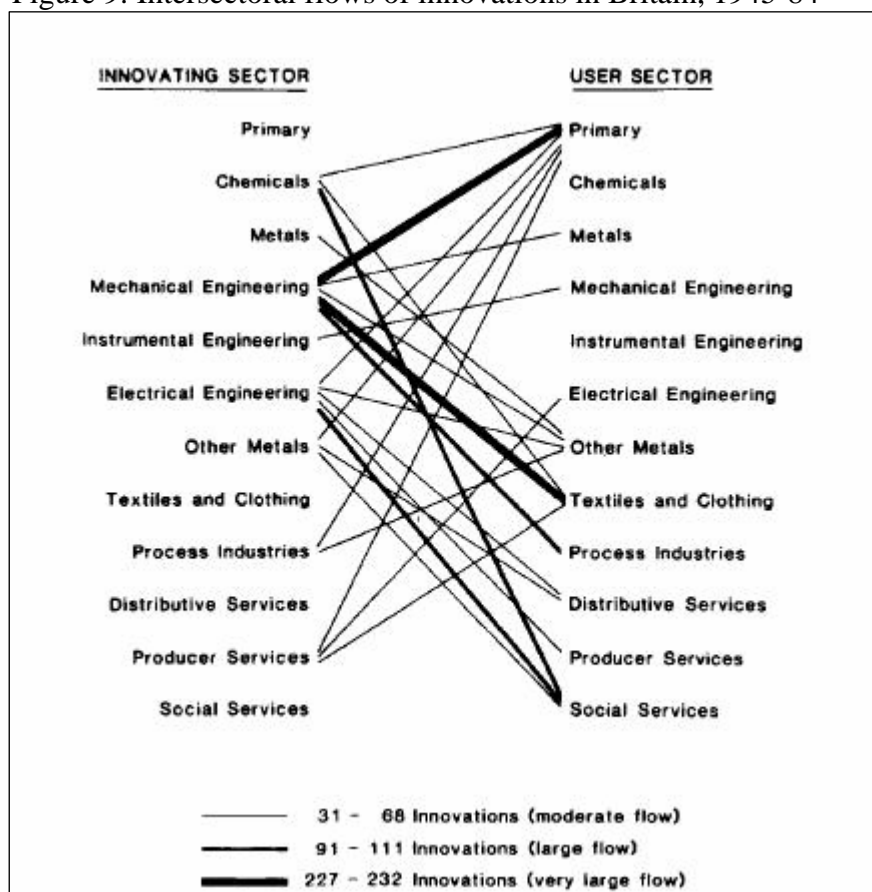 Figure 9. Intersectoral flows of innovations in Britain, 1945-84
INNOVATING SECTOR USER SECTOR
Primary Primary
Chemicals Chemicals
Metals Metals
Mechanical Engineering Mechanical Engineering
Instrumental Engineering Instrumental Engineering
Electrical Engineering Electrical Engineering
Other Metals Other Metals
Textiles and Clothing Textiles and Clothing
Process Industries Process Industries
Distributive Services Distributive Services
Producer Services Producer Services
Social Services Social Services
31 - 68 Innovations (moderate flow)
91 - 111 Innovations (large flow)
227 - 232 Innovations (very large flow)